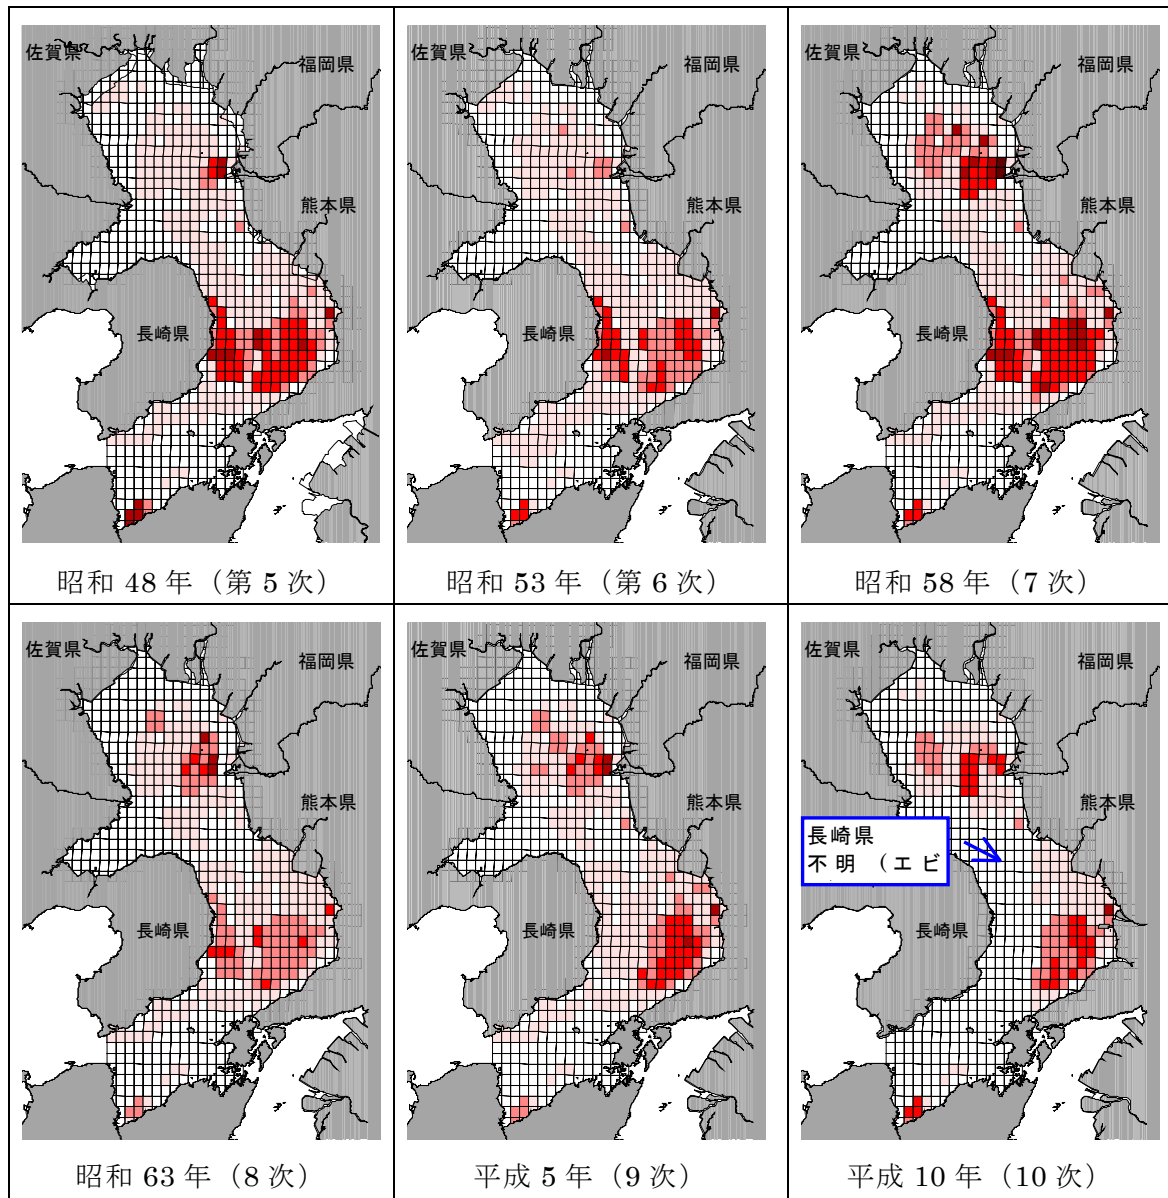 佐賀県
福岡県
熊本県
長崎県
昭和 48 年（第 5 次）
佐賀県
福岡県
熊本県
長崎県
昭和 53 年（第 6 次）
佐賀県
福岡県
熊本県
長崎県
昭和 58 年（7 次）
佐賀県
福岡県
熊本県
長崎県
昭和 63 年（8 次）
佐賀県
福岡県
熊本県
長崎県
平成 5 年（9 次）
佐賀県
福岡県
熊本県
長崎県
不明（エビ
長崎県
平成 10 年（10 次）